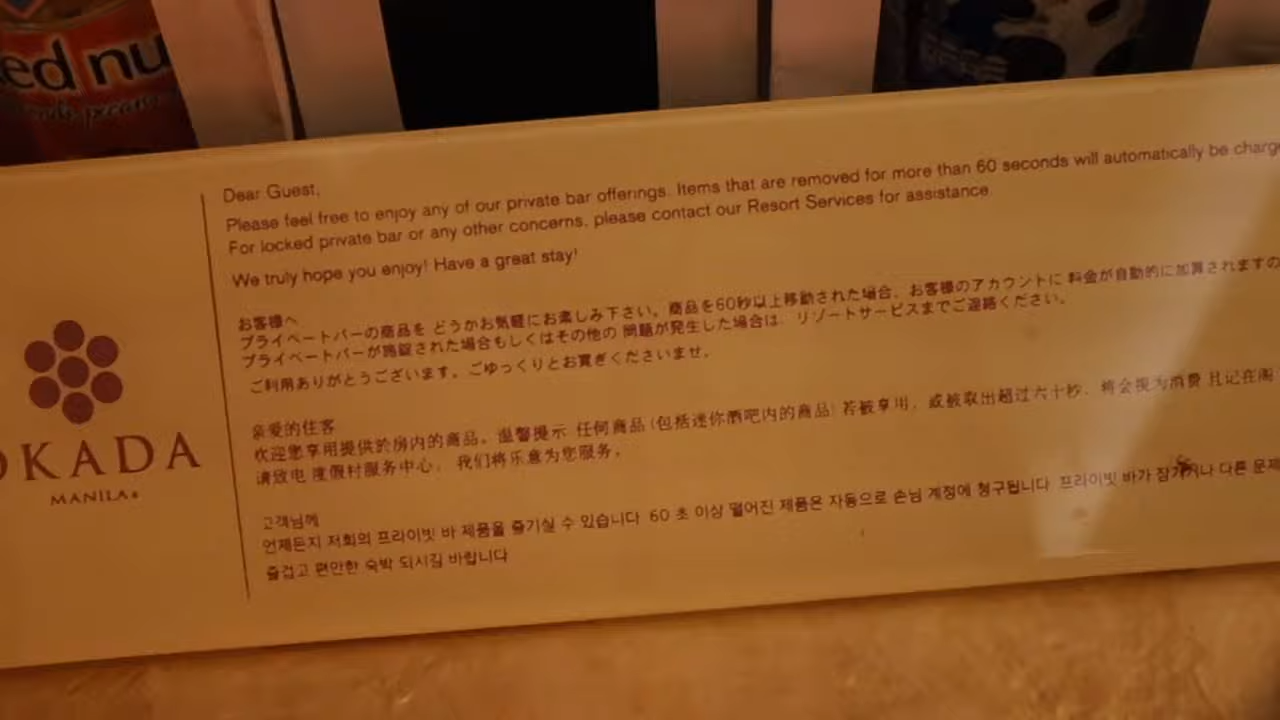 ed nu
Dear Guest,
Please feel free to enjoy any of our private bar offerings. Items that are removed for more than 60 seconds will automatically be charg
For locked private bar or any other concerns, please contact our Resort Services for assistance
We truly hope you enjoy! Have a great stay!
お客様へ
プライベートバーの商品を どうかお気軽にお楽しみ下さい。商品を60秒以上移動された場合、お客様のアカウントに 料金が自動的に加算されますの
プライベートバーが施錠された場合もしくはその他の 問題が発生した場合は、リゾートサービスまでご連絡ください。
ご利用ありがとうございます。ごゆっくりとお寛ぎくださいませ。
亲爱的住客
欢迎您享用提供於房内的商品。温馨提示 任何商品 (包括迷你酒吧内的商品) 若被享用，或被取出超过六十秒，将会视为消费 且记在阁
请致电 度假村服务中心， 我们将乐意为您服务。
고객님께
언제든지 저희의 프라이빗 바 제품을 즐기실 수 있습니다 60 초 이상 떨어진 제품은 자동으로 손님 계정에 청구됩니다 프라이빗 바가 잠기거나 다른 문제
즐겁고 편안한 숙박 되시길 바랍니다
OKADA
MANILA®